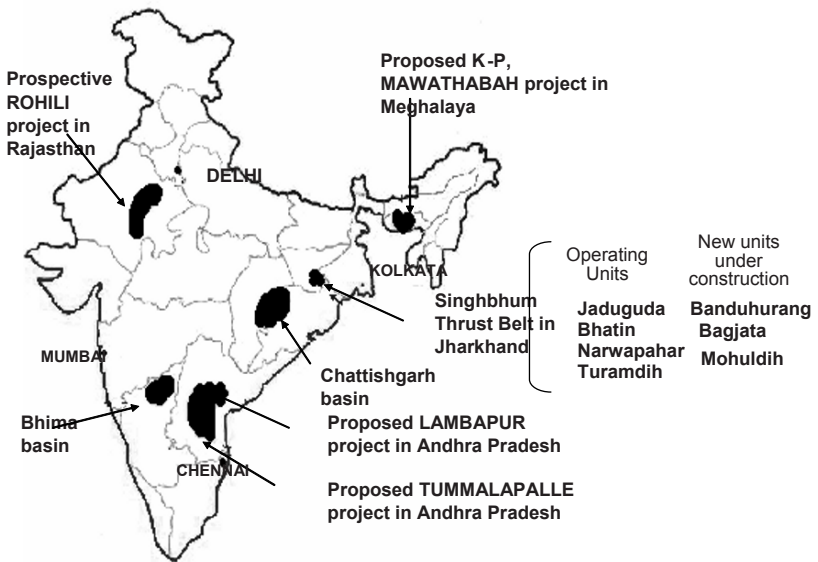 Prospective
ROHILI
project in
Rajasthan
Proposed K-P,
MAWATHABAH project in
Meghalaya
DELHI
KOLKATA
Singhbhum
Thrust Belt in
Jharkhand
Operating
Units
Jaduguda
Bhatin
Narwapahar
Turamdih
New units
under
construction
Banduhurang
Bagjata
Mohuldih
MUMBAI
Chattishgarh
basin
Bhima
basin
Proposed LAMBAPUR
project in Andhra Pradesh
CHENNAI
Proposed TUMMALAPALLE
project in Andhra Pradesh